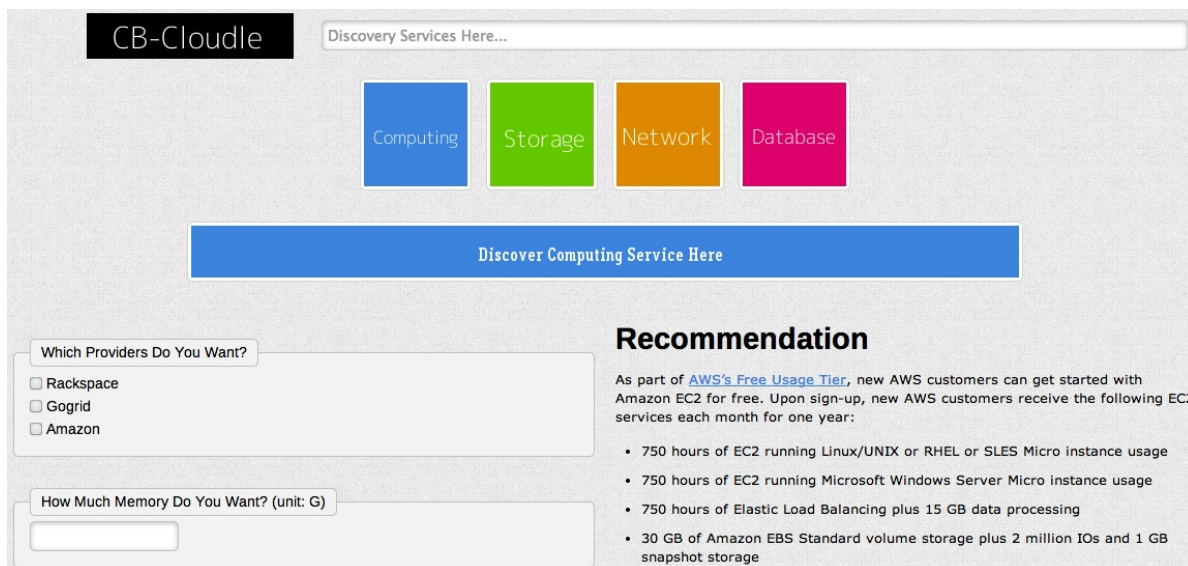 CB-Cloudle
Discovery Services Here...
Computing
Storage
Network
Database
Discover Computing Service Here
Which Providers Do You Want?
Rackspace
Gogrid
Amazon
How Much Memory Do You Want? (unit: G)
Recommendation
As part of AWS's Free Usage Tier, new AWS customers can get started with
Amazon EC2 for free. Upon sign-up, new AWS customers receive the following EC2
services each month for one year:
• 750 hours of EC2 running Linux/UNIX or RHEL or SLES Micro instance usage
• 750 hours of EC2 running Microsoft Windows Server Micro instance usage
• 750 hours of Elastic Load Balancing plus 15 GB data processing
• 30 GB of Amazon EBS Standard volume storage plus 2 million IOs and 1 GB
snapshot storage